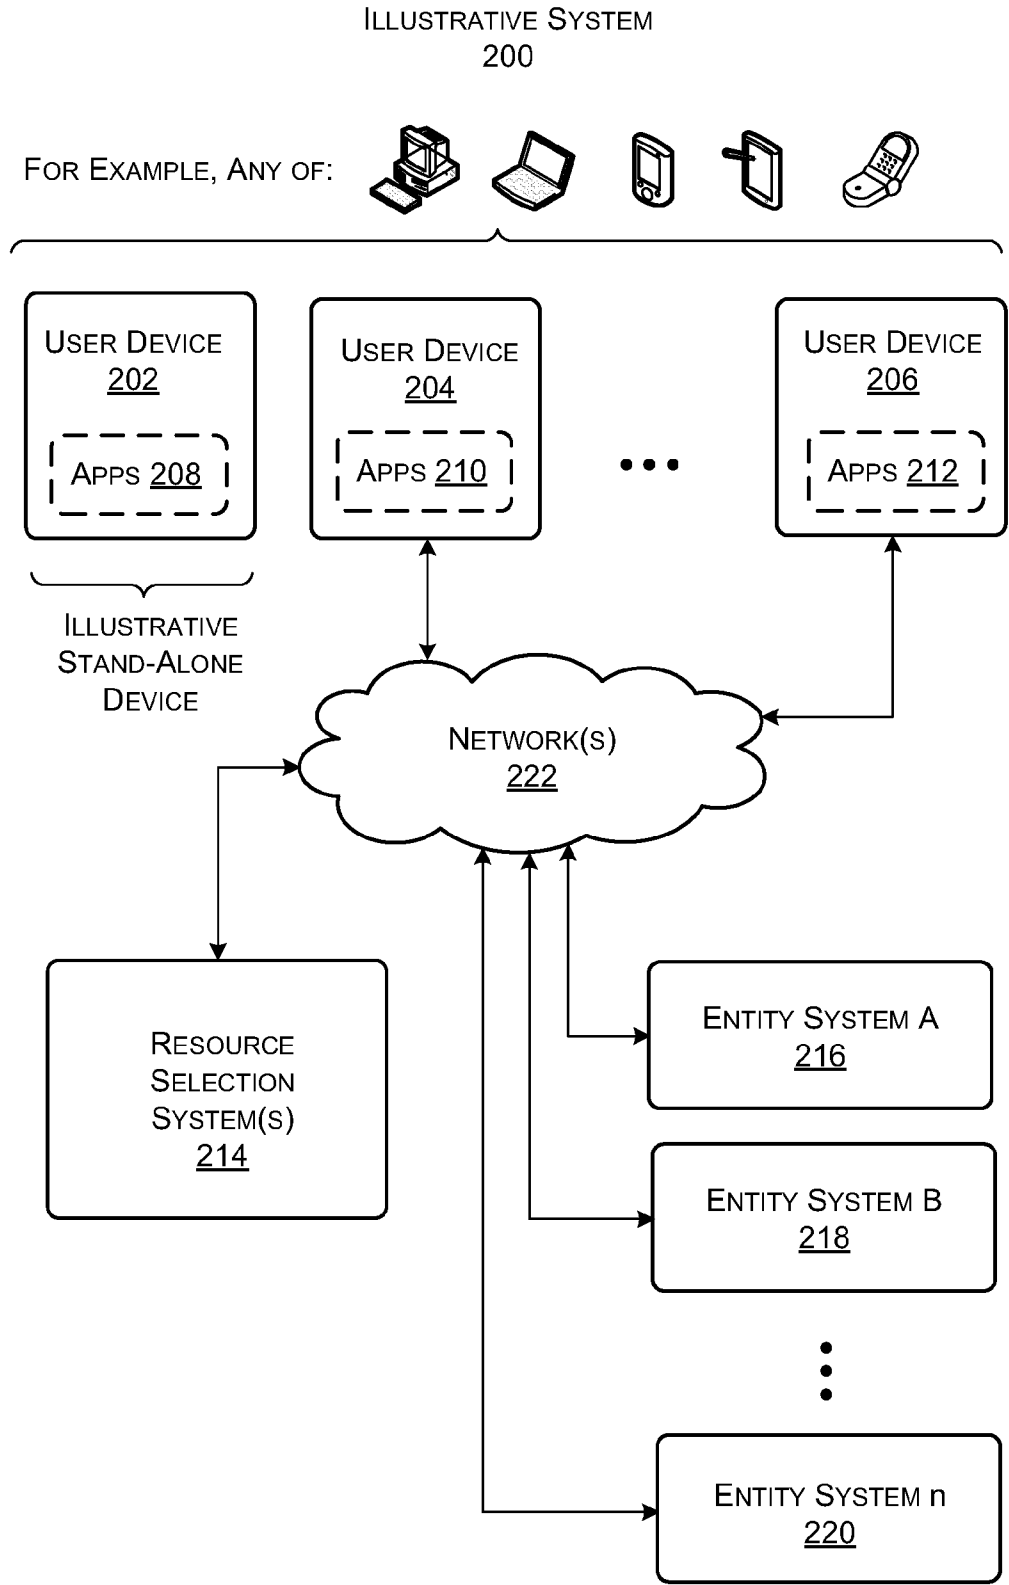 ILLUSTRATIVE SYSTEM
200
FOR EXAMPLE, ANY OF:
USER DEVICE
202
APPS 208
USER DEVICE
204
APPS 210
USER DEVICE
206
APPS 212
ILLUSTRATIVE
STAND-ALONE
DEVICE
NETWORK(S)
222
RESOURCE
SELECTION
SYSTEM(S)
214
ENTITY SYSTEM A
216
ENTITY SYSTEM B
218
ENTITY SYSTEM n
220